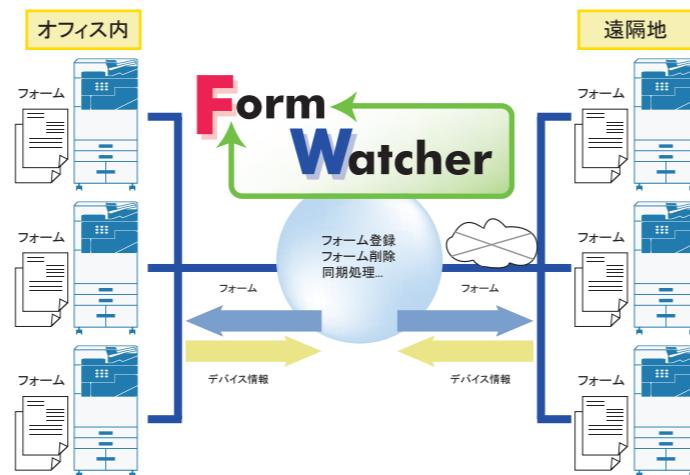 オフィス内
遠隔地
フォーム
フォーム
Form
Watcher
フォーム
フォーム
フォーム登録
フォーム削除
同期処理...
フォーム
フォーム
デバイス情報
デバイス情報
フォーム
フォーム